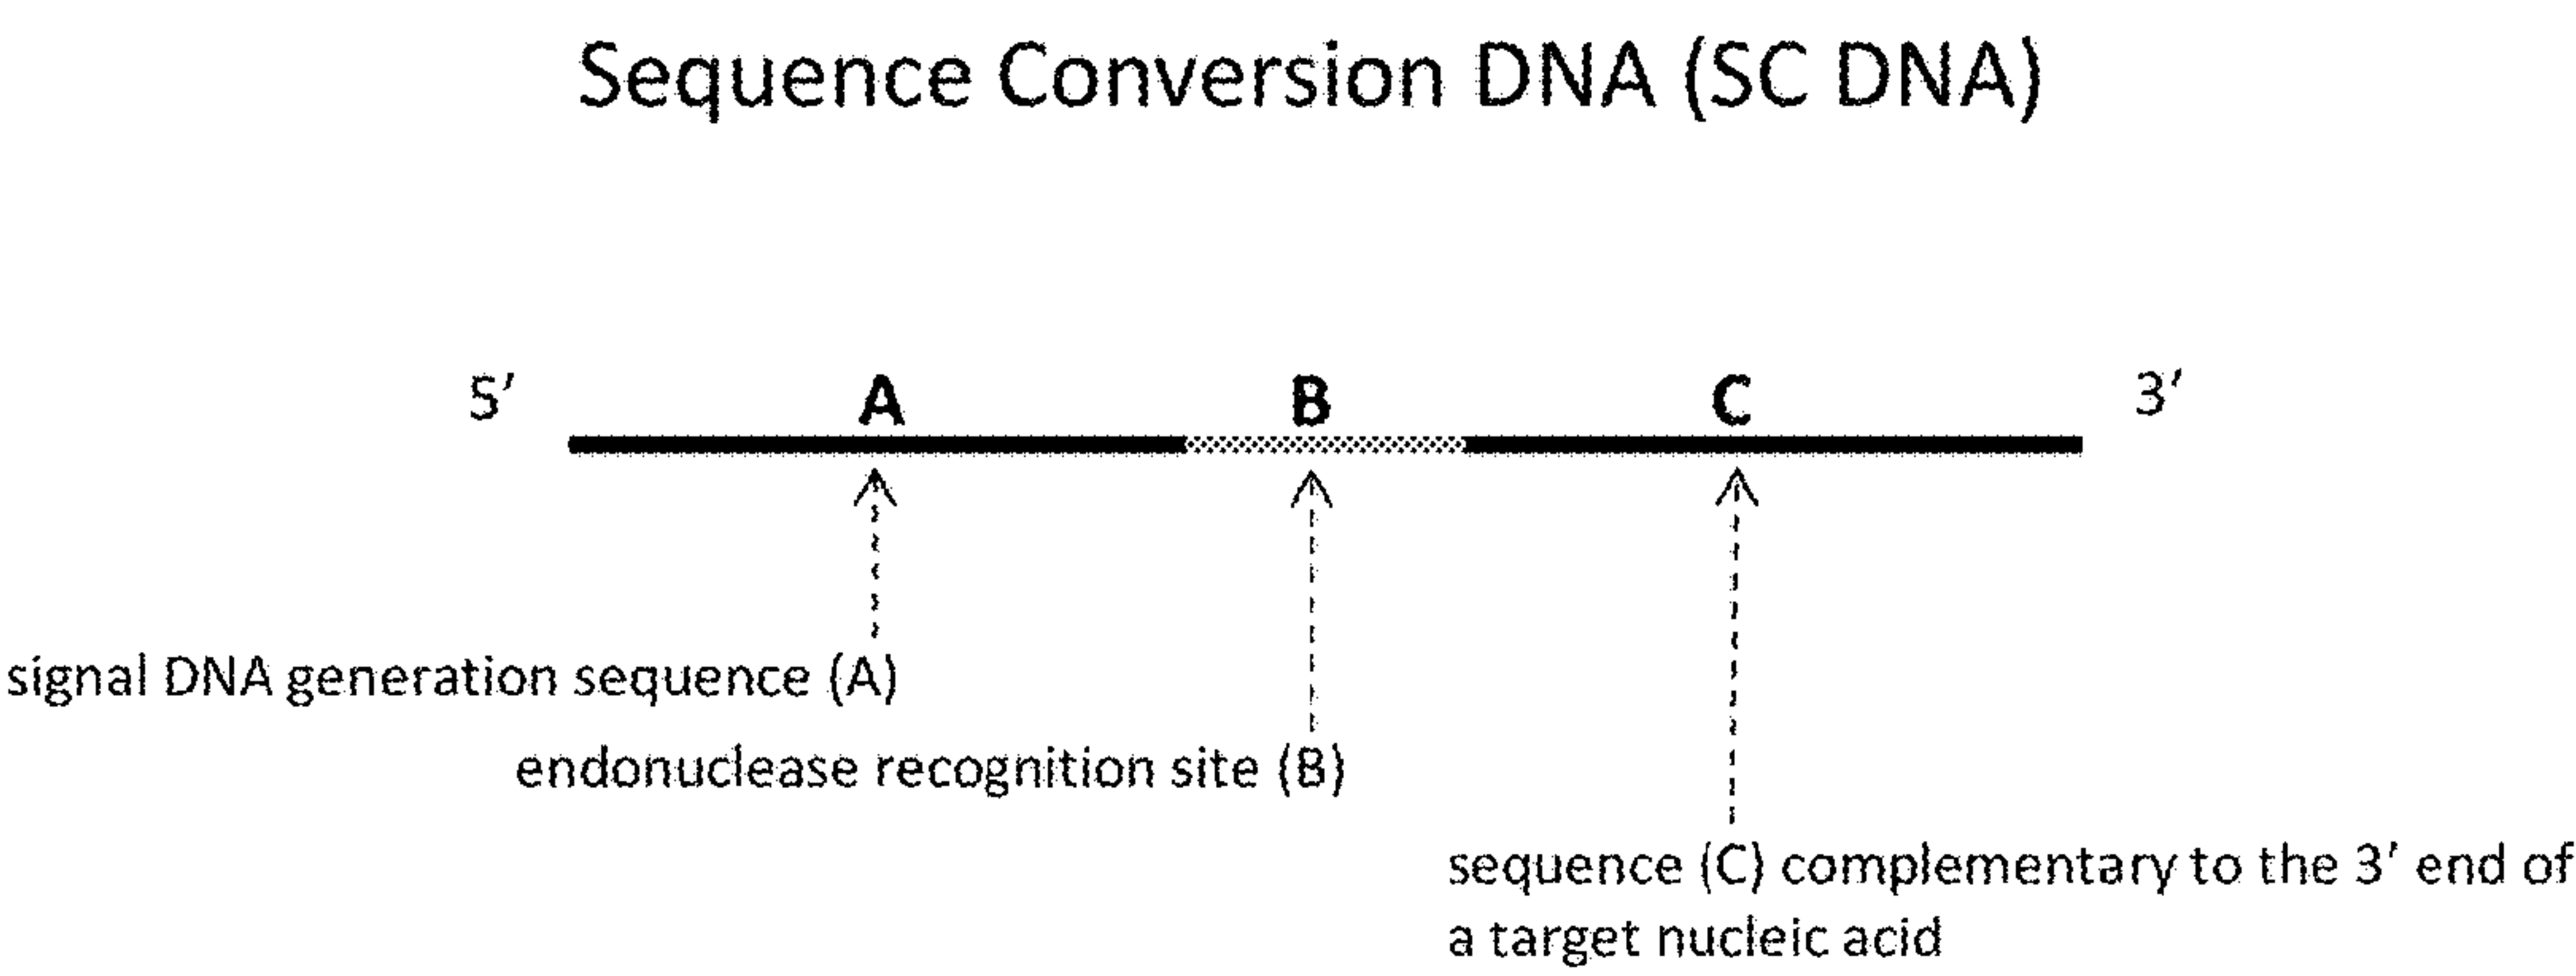 Sequence Conversion DNA (SC DNA)
5′ A B C 3′
signal DNA generation sequence (A)
endonuclease recognition site (B)
sequence (C) complementary to the 3′ end of
a target nucleic acid